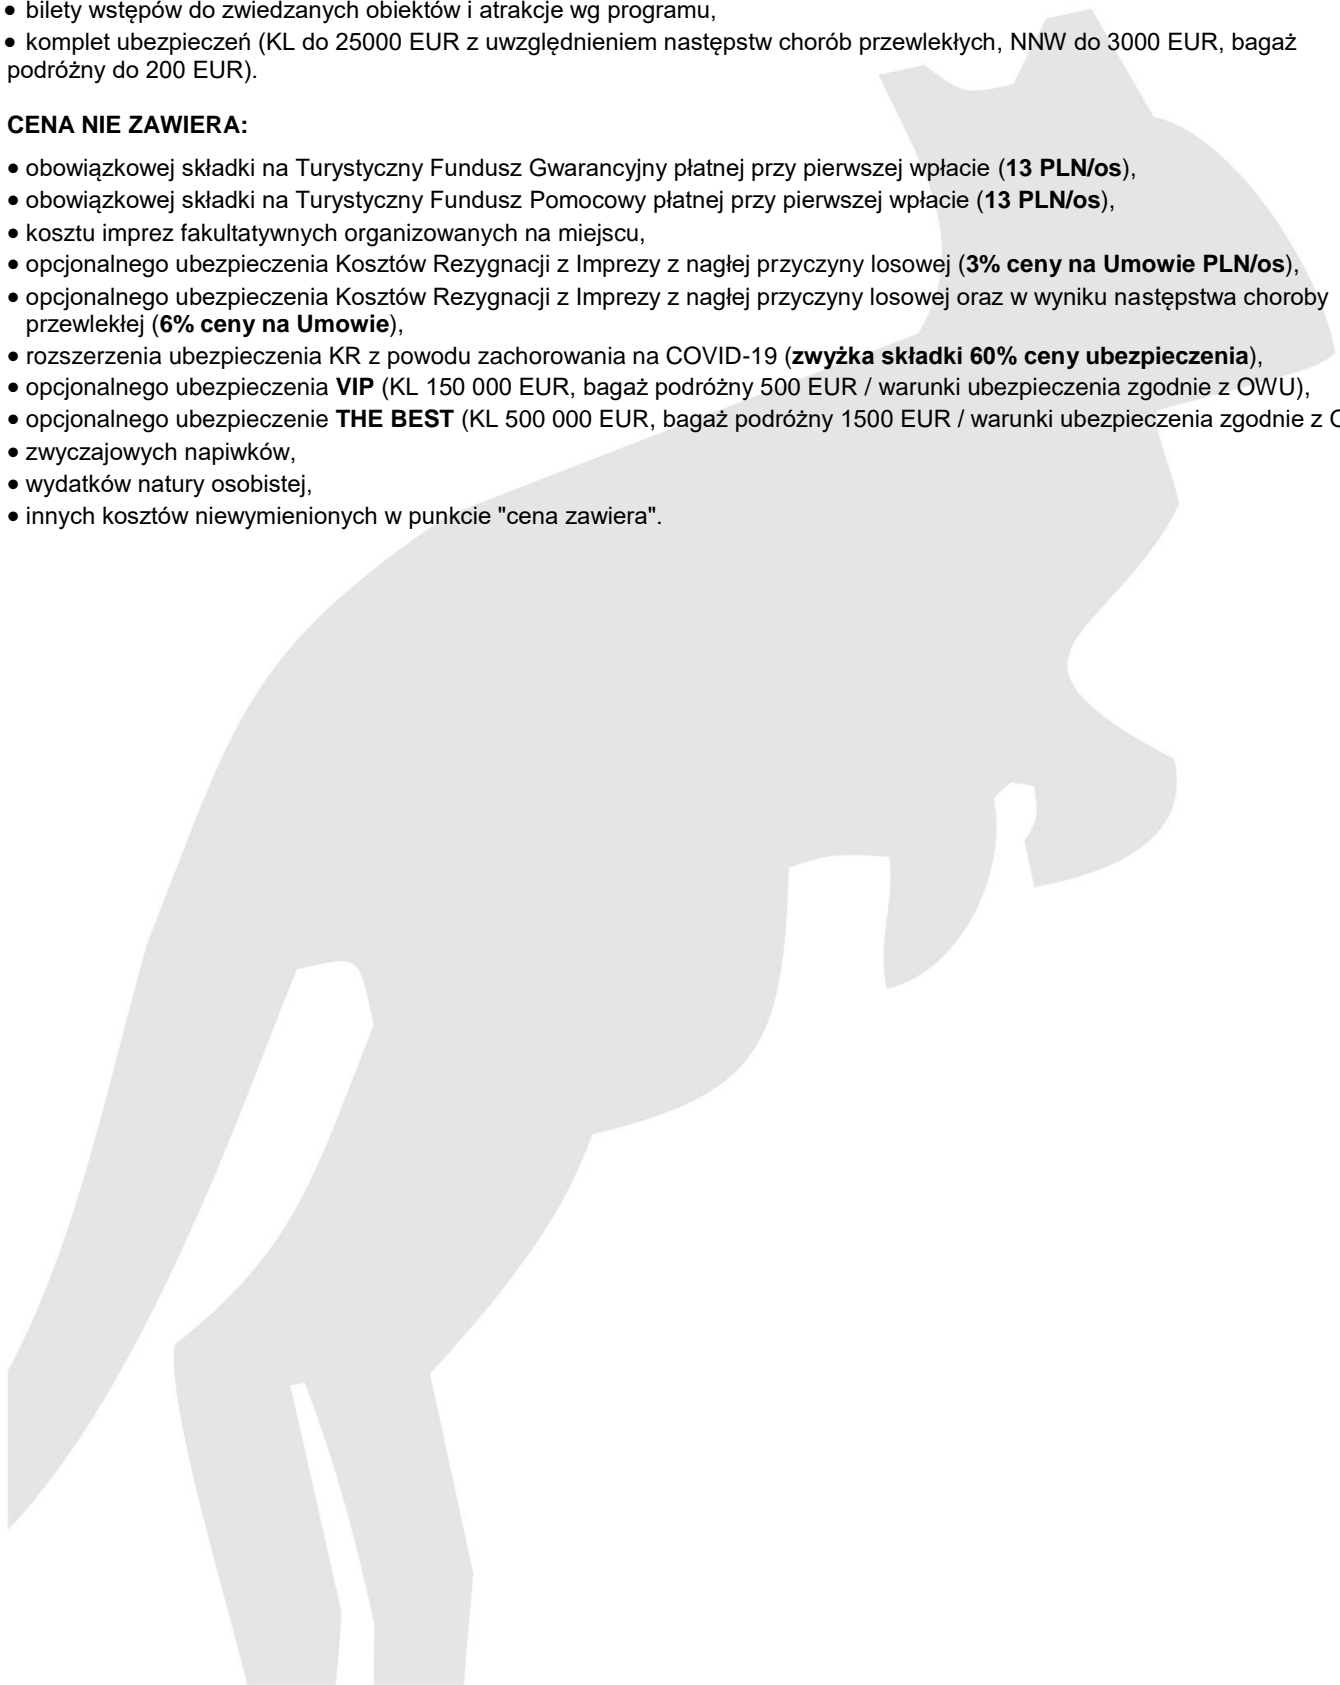 • bilety wstępów do zwiedzanych obiektów i atrakcje wg programu,
• komplet ubezpieczeń (KL do 25000 EUR z uwzględnieniem następstw chorób przewlekłych, NNW do 3000 EUR, bagaż
podróżny do 200 EUR).
CENA NIE ZAWIERA:
• obowiązkowej składki na Turystyczny Fundusz Gwarancyjny płatnej przy pierwszej wpłacie (13 PLN/os),
• obowiązkowej składki na Turystyczny Fundusz Pomocowy płatnej przy pierwszej wpłacie (13 PLN/os),
• kosztu imprez fakultatywnych organizowanych na miejscu,
• opcjonalnego ubezpieczenia Kosztów Rezygnacji z Imprezy z nagłej przyczyny losowej (3% ceny na Umowie PLN/os),
• opcjonalnego ubezpieczenia Kosztów Rezygnacji z Imprezy z nagłej przyczyny losowej oraz w wyniku następstwa choroby
przewlekłej (6% ceny na Umowie),
• rozszerzenia ubezpieczenia KR z powodu zachorowania na COVID-19 (zwyżka składki 60% ceny ubezpieczenia),
• opcjonalnego ubezpieczenia VIP (KL 150 000 EUR, bagaż podróżny 500 EUR / warunki ubezpieczenia zgodnie z OWU),
• opcjonalnego ubezpieczenie THE BEST (KL 500 000 EUR, bagaż podróżny 1500 EUR / warunki ubezpieczenia zgodnie z
• zwyczajowych napiwków,
• wydatków natury osobistej,
• innych kosztów niewymienionych w punkcie "cena zawiera".